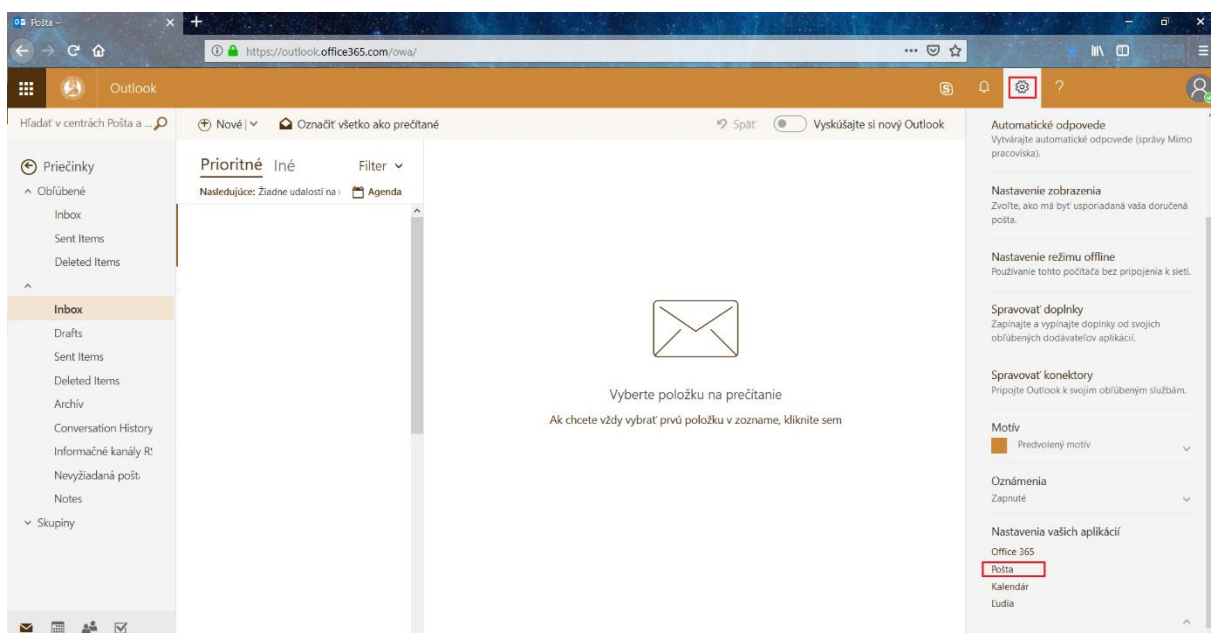 Pošta –
https://outlook.office365.com/owa/
Outlook
Hľadať v centrách Pošta a ...
Nové
Označiť všetko ako prečítané
Späť
Vyskúšajte si nový Outlook
Priečinky
Obľúbené
Inbox
Sent Items
Deleted Items
Inbox
Drafts
Sent Items
Deleted Items
Archív
Conversation History
Informačné kanály R
Nevyžiadaná pošt
Notes
Skupiny
Prioritné Iné Filter
Nasledujúce: Žiadne udalosti na
Agenda
Vyberte položku na prečítanie
Ak chcete vždy vybrať prvú položku v zozname, kliknite sem
Automatické odpovede
Vytvárajte automatické odpovede (správy Mimo
pracoviska).
Nastavenie zobrazenia
Zvoľte, ako má byť usporiadaná vaša doručená
pošta.
Nastavenie režimu offline
Používanie tohto počítača bez pripojenia k sieti.
Spravovať doplnky
Zapínajte a vypínajte doplnky od svojich
obľúbených dodávateľov aplikácií.
Spravovať konektory
Pripojte Outlook k svojim obľúbeným službám.
Motív
Predvolený motív
Oznámenia
Zapnuté
Nastavenia vašich aplikácií
Office 365
Pošta
Kalendár
Ľudia